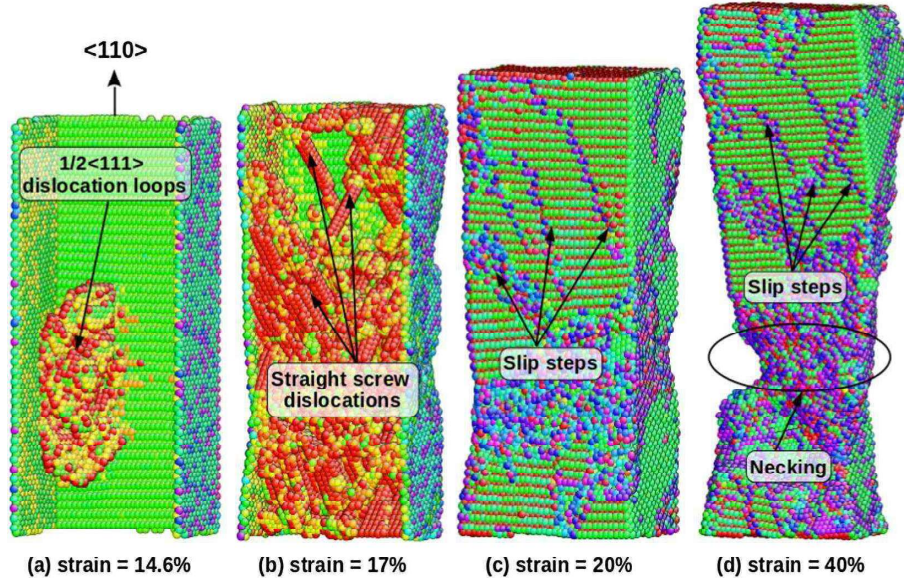 <110>
1/2<111>
dislocation loops
Straight screw
dislocations
Slip steps
Slip steps
Necking
(a) strain = 14.6%
(b) strain = 17%
(c) strain = 20%
(d) strain = 40%